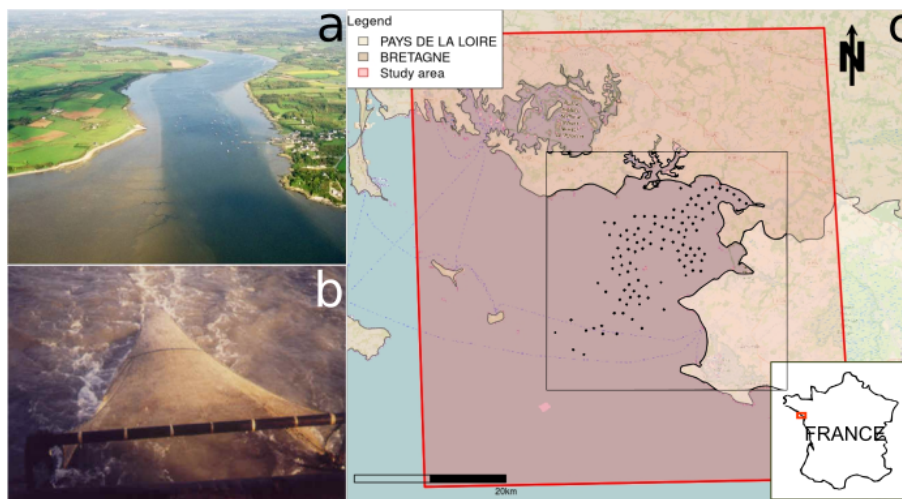 a
b
c
Legend
PAYS DE LA LOIRE
BRETAGNE
Study area
N
20km
FRANCE